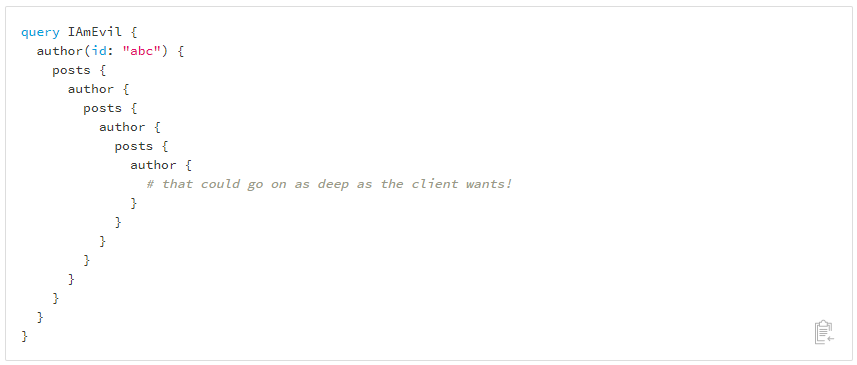 query IAmEvil {
  author(id: "abc") {
    posts {
      author {
        posts {
          author {
            posts {
              author {
                # that could go on as deep as the client wants!
              }
            }
          }
        }
      }
    }
  }
}